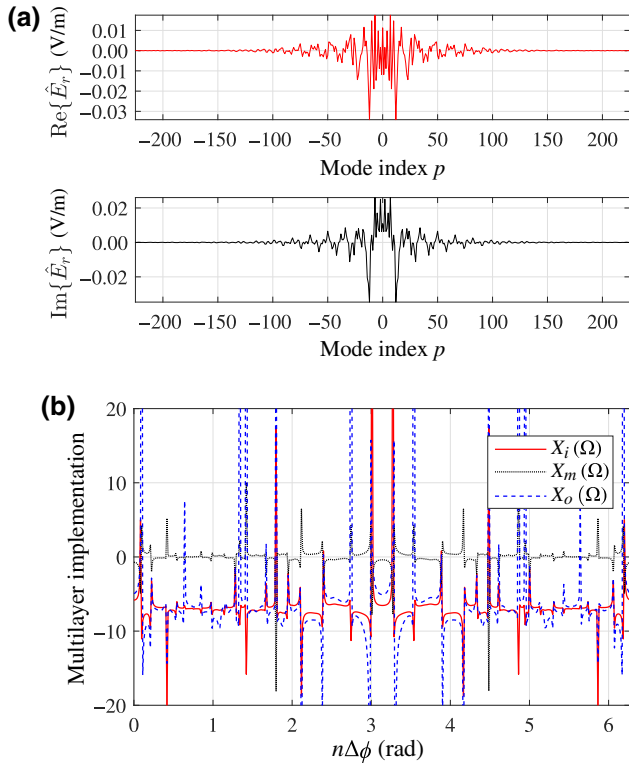 (a)
Re{Ê_r} (V/m)
0.01
0.00
−0.01
−0.02
−0.03
−200 −150 −100 −50 0 50 100 150 200
Mode index p
Im{Ê_r} (V/m)
0.02
0.00
−0.02
−200 −150 −100 −50 0 50 100 150 200
Mode index p
(b)
Multilayer implementation
20
10
0
−10
−20
X_i (Ω)
X_m (Ω)
X_o (Ω)
0 1 2 3 4 5 6
nΔϕ (rad)